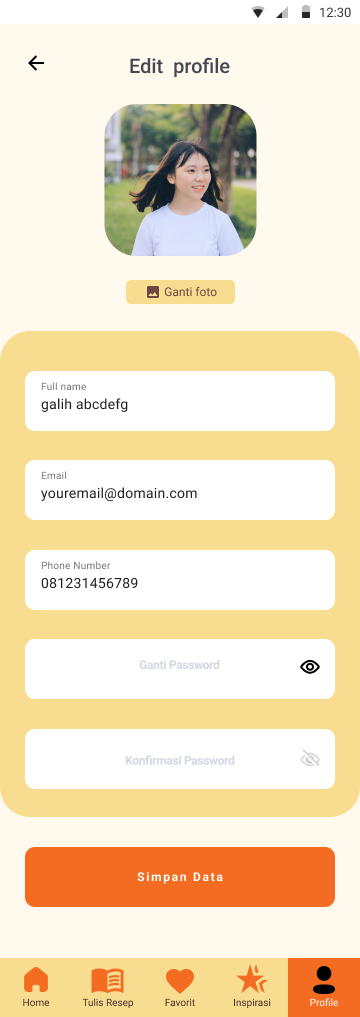 12:30
Edit profile
Ganti foto
Full name
galih abcdefg
Email
youremail@domain.com
Phone Number
081231456789
Ganti Password
Konfirmasi Password
Simpan Data
Home
Tulis Resep
Favorit
Inspirasi
Profile